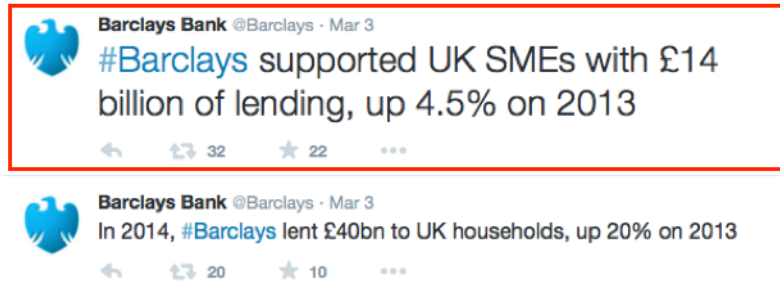 Barclays Bank @Barclays · Mar 3
#Barclays supported UK SMEs with £14
billion of lending, up 4.5% on 2013
32 22
Barclays Bank @Barclays · Mar 3
In 2014, #Barclays lent £40bn to UK households, up 20% on 2013
20 10